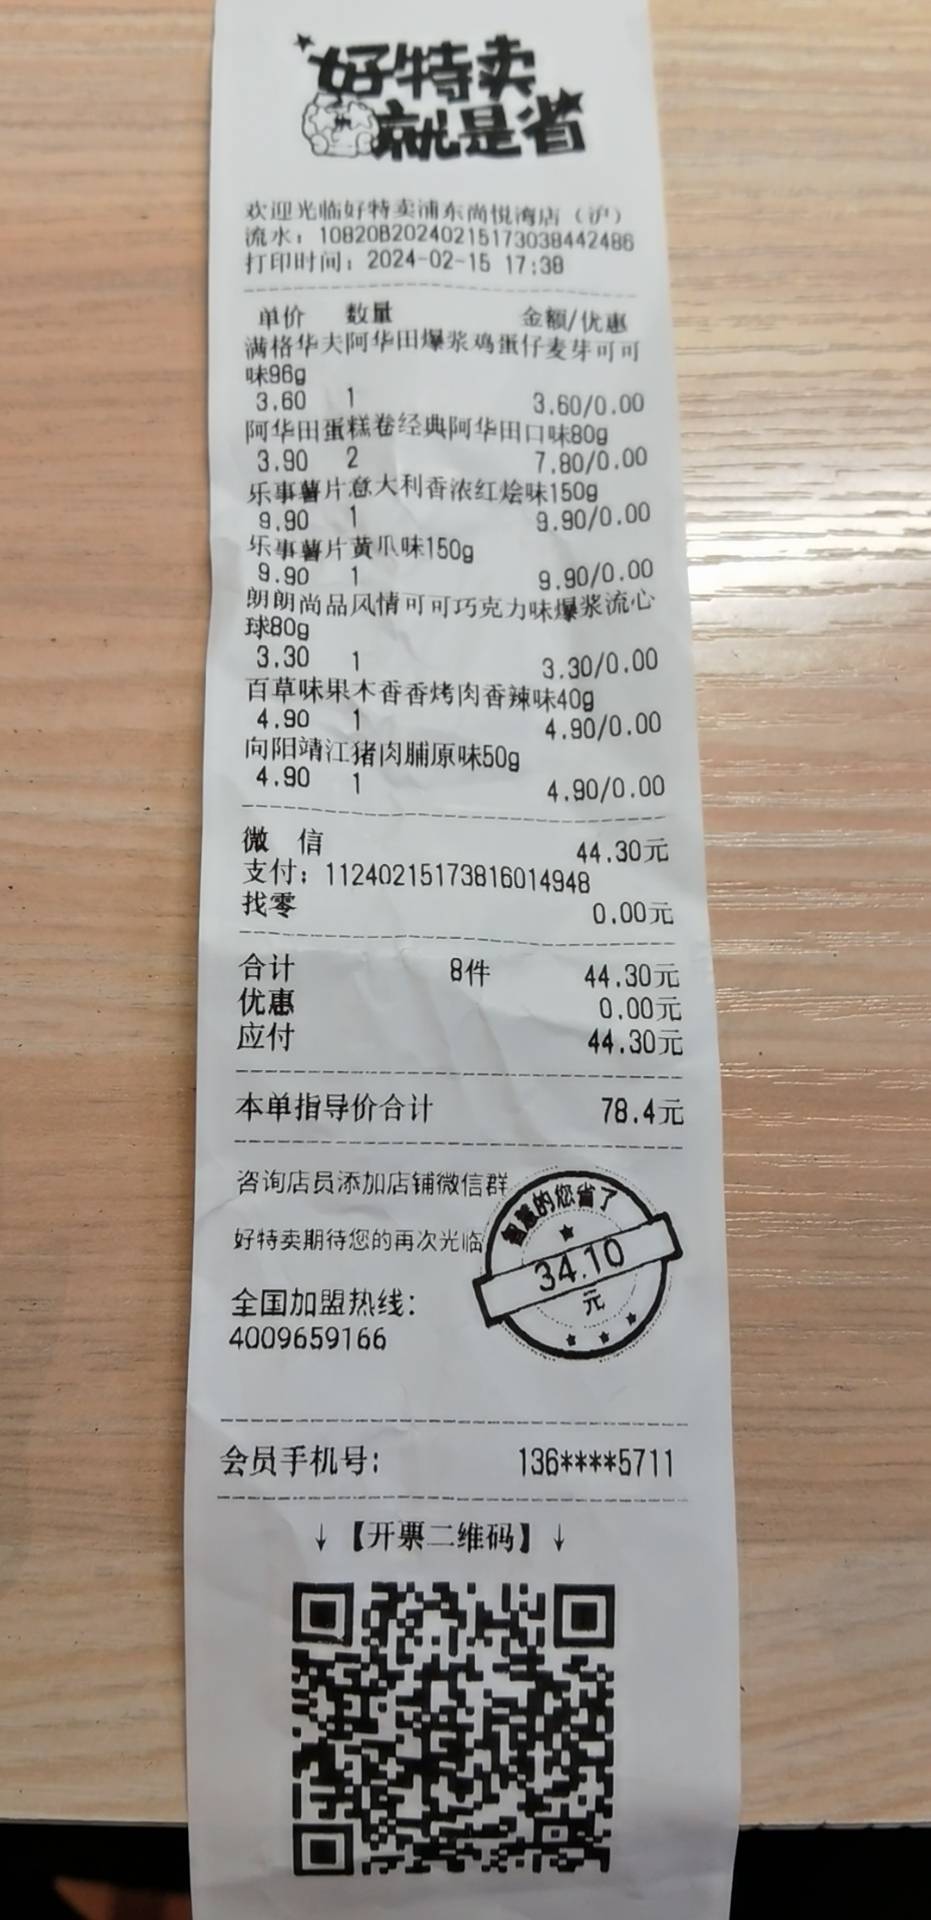 好特卖
就是省
欢迎光临好特卖浦东尚悦湾店（沪）
流水：10820B20240215173038442486
打印时间：2024-02-15 17:38
单价 数量 金额/优惠
满格华夫阿华田爆浆鸡蛋仔麦芽可可
味96g
3.60 1 3.60/0.00
阿华田蛋糕卷经典阿华田口味80g
3.90 2 7.80/0.00
乐事薯片意大利香浓红烩味150g
9.90 1 9.90/0.00
乐事薯片黄瓜味150g
9.90 1 9.90/0.00
朗朗尚品风情可可巧克力味爆浆流心
球80g
3.30 1 3.30/0.00
百草味果木香香烤肉香辣味40g
4.90 1 4.90/0.00
向阳靖江猪肉脯原味50g
4.90 1 4.90/0.00
微 信 44.30元
支付：11240215173816014948
找零 0.00元
合计 8件 44.30元
优惠 0.00元
应付 44.30元
本单指导价合计 78.4元
咨询店员添加店铺微信群
好特卖期待您的再次光临
智慧的您省了
34.10
元
全国加盟热线：
4009659166
会员手机号： 136****5711
↓【开票二维码】↓